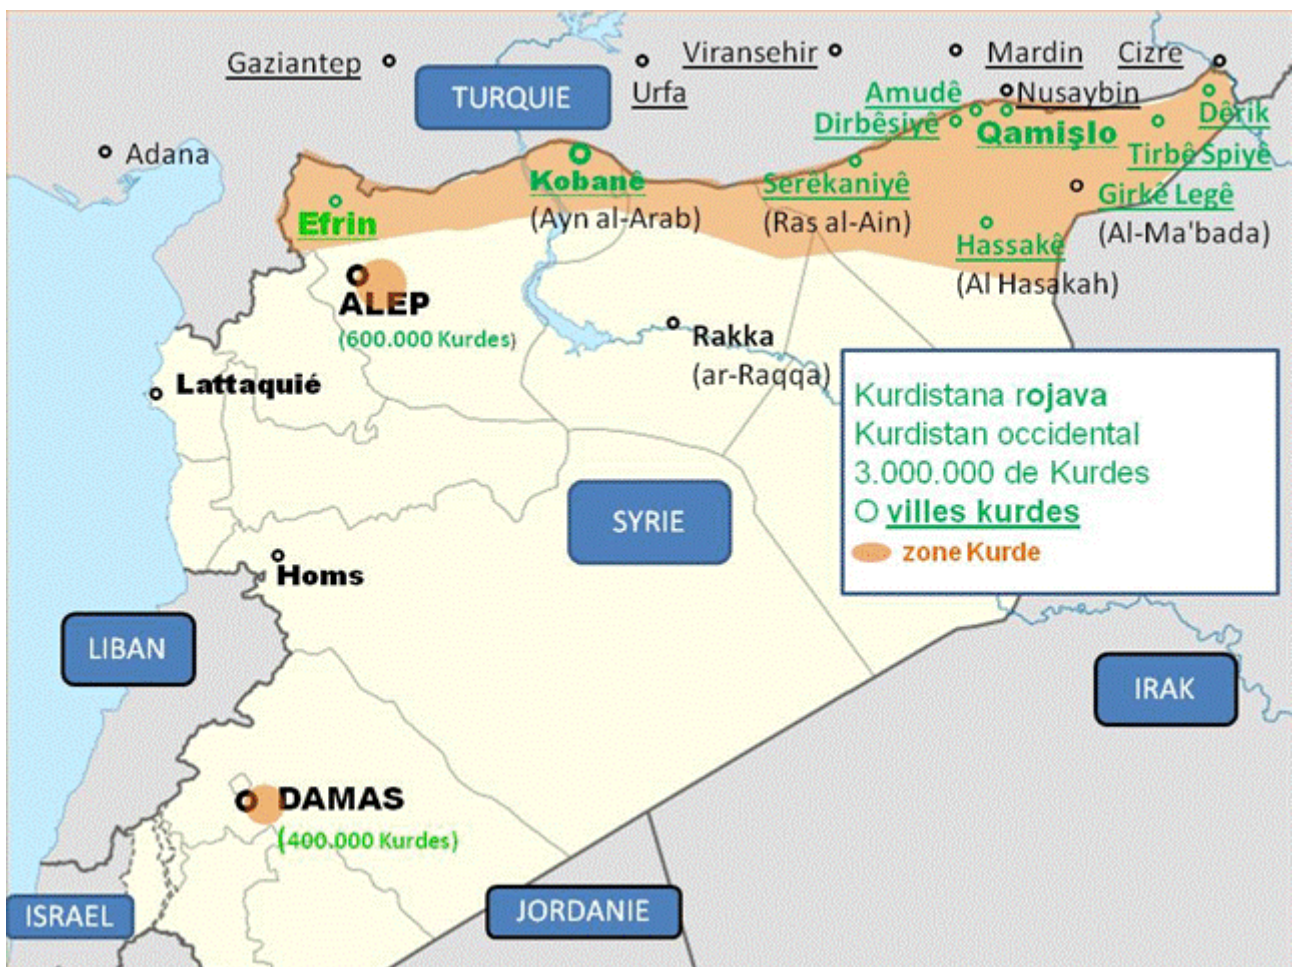 Gaziantep
TURQUIE
Urfa
Viransehir
Mardin
Cizre
Adana
Amudê
Nusaybin
Dêrik
Dirbêsiyê
Qamişlo
Tirbê Spiyê
Efrin
Kobanê
(Ayn al-Arab)
Serêkaniyê
(Ras al-Ain)
Girkê Legê
(Al-Ma'bada)
Hassakê
(Al Hasakah)
ALEP
(600.000 Kurdes)
Rakka
(ar-Raqqa)
Lattaquié
Kurdistana rojava
Kurdistan occidental
3.000.000 de Kurdes
villes kurdes
zone Kurde
SYRIE
Homs
LIBAN
IRAK
DAMAS
(400.000 Kurdes)
ISRAEL
JORDANIE